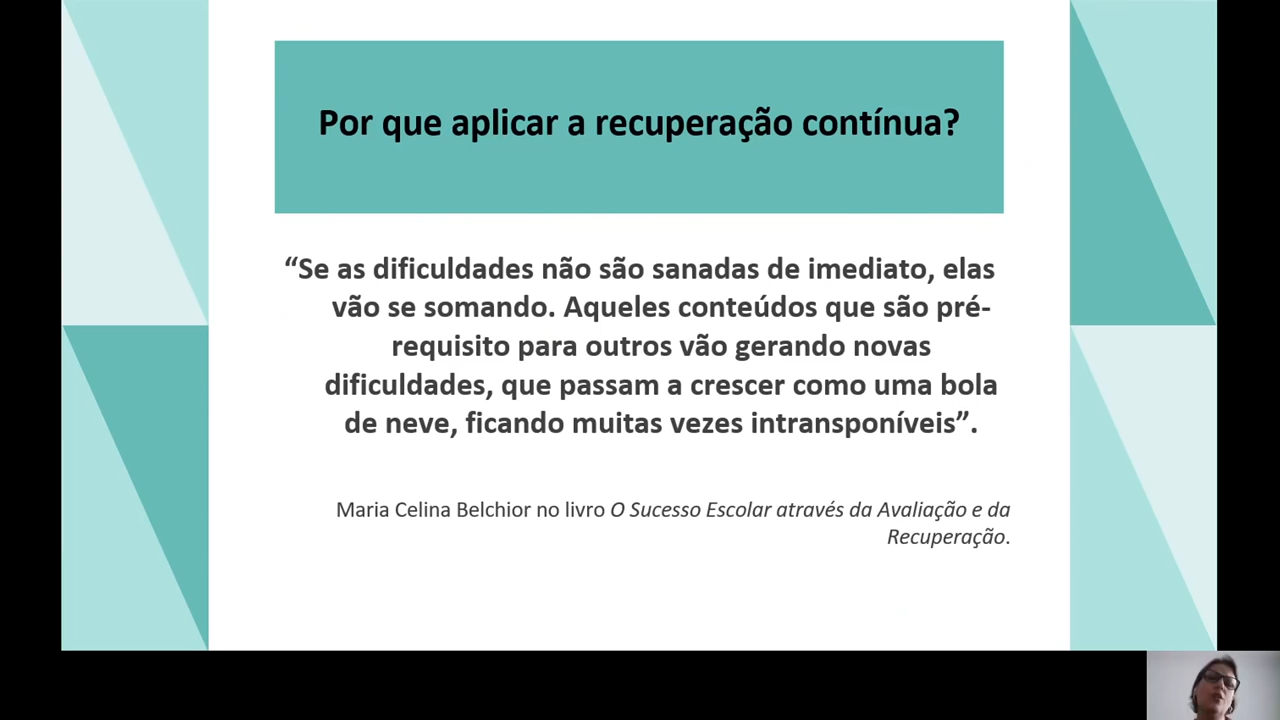 Por que aplicar a recuperação contínua?
“Se as dificuldades não são sanadas de imediato, elas
vão se somando. Aqueles conteúdos que são pré-
requisito para outros vão gerando novas
dificuldades, que passam a crescer como uma bola
de neve, ficando muitas vezes intransponíveis”.
Maria Celina Belchior no livro O Sucesso Escolar através da Avaliação e da
Recuperação.